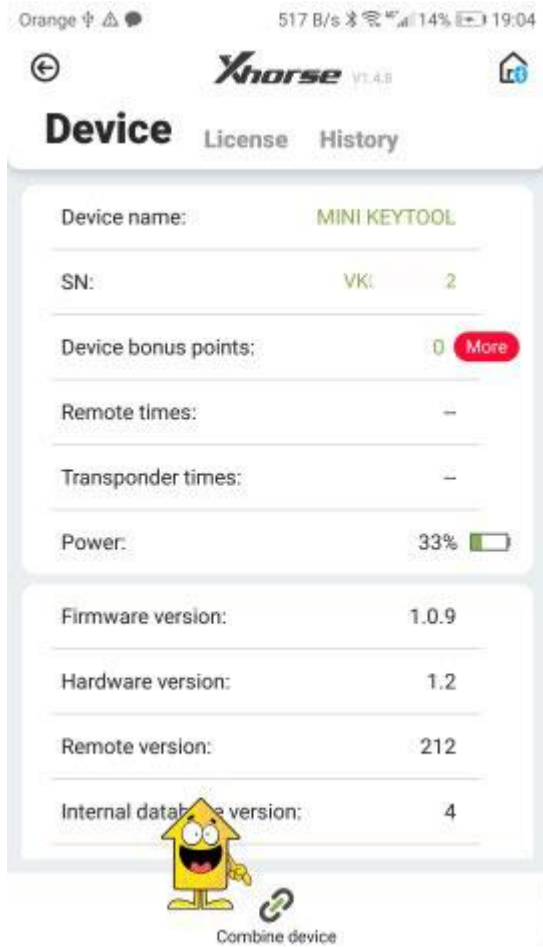 Orange 517 B/s 14% 19:04
Xhorse V1.4.8
Device License History
Device name: MINI KEYTOOL
SN: VK 2
Device bonus points: 0 More
Remote times: --
Transponder times: --
Power: 33%
Firmware version: 1.0.9
Hardware version: 1.2
Remote version: 212
Internal database version: 4
Combine device